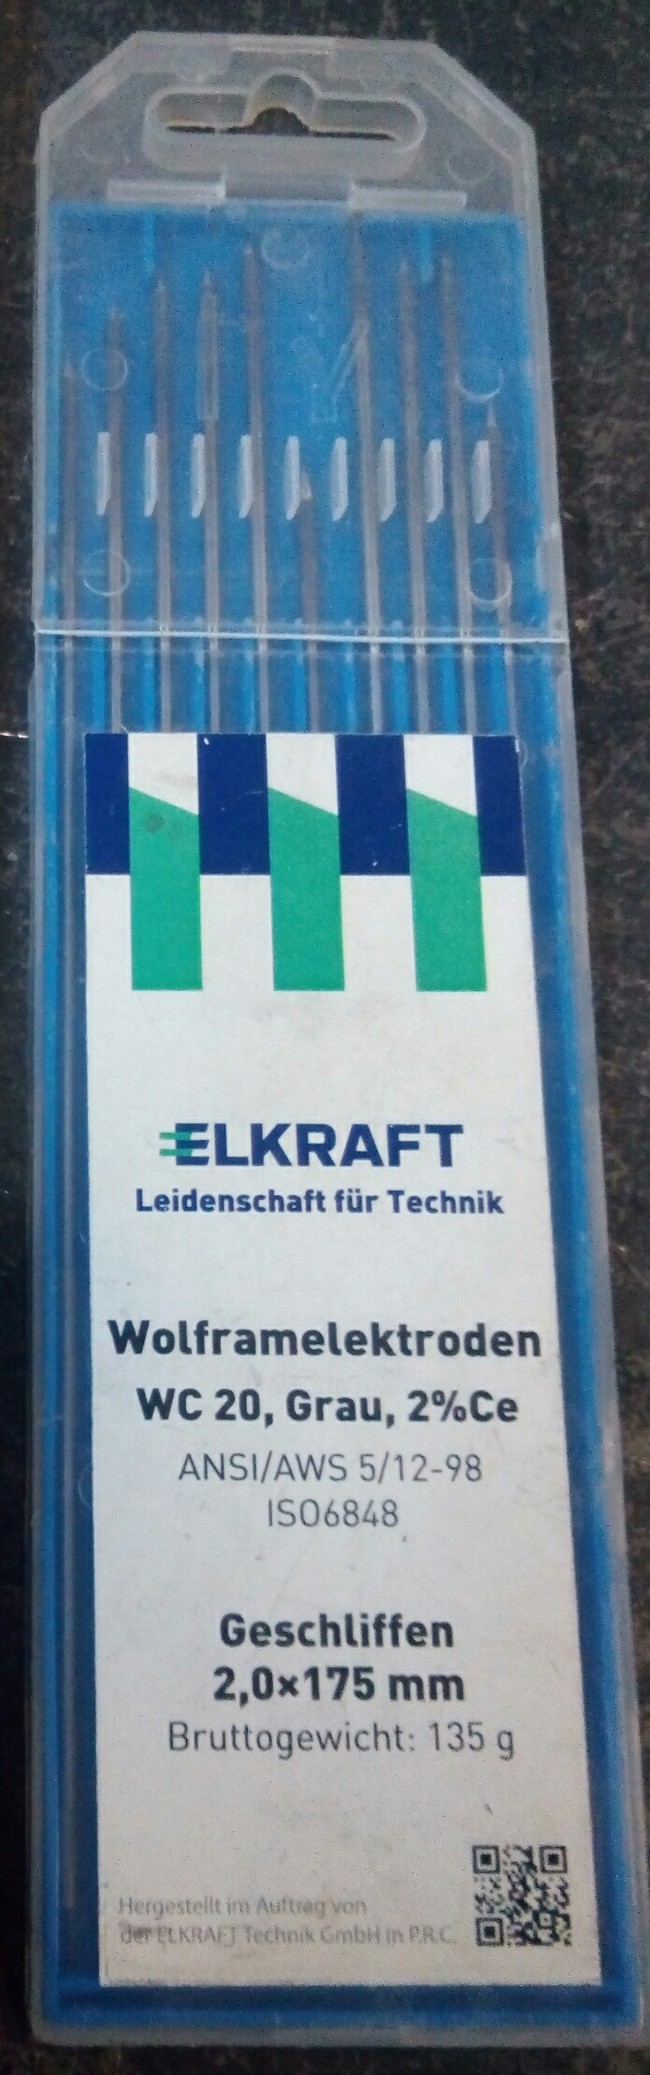 ELKRAFT
Leidenschaft für Technik
Wolframelektroden
WC 20, Grau, 2%Ce
ANSI/AWS 5/12-98
ISO6848
Geschliffen
2,0×175 mm
Bruttogewicht: 135 g
Hergestellt im Auftrag von
der ELKRAFT Technik GmbH in P.R.C.